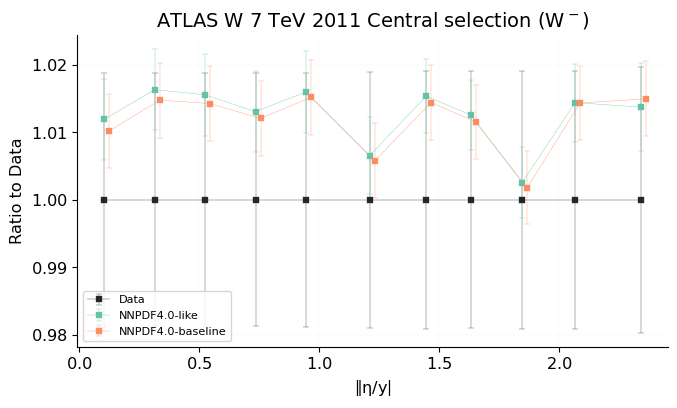 ATLAS W 7 TeV 2011 Central selection (W⁻)
Ratio to Data
1.02
1.01
1.00
0.99
0.98
Data
NNPDF4.0-like
NNPDF4.0-baseline
0.0 0.5 1.0 1.5 2.0
‖η/y|